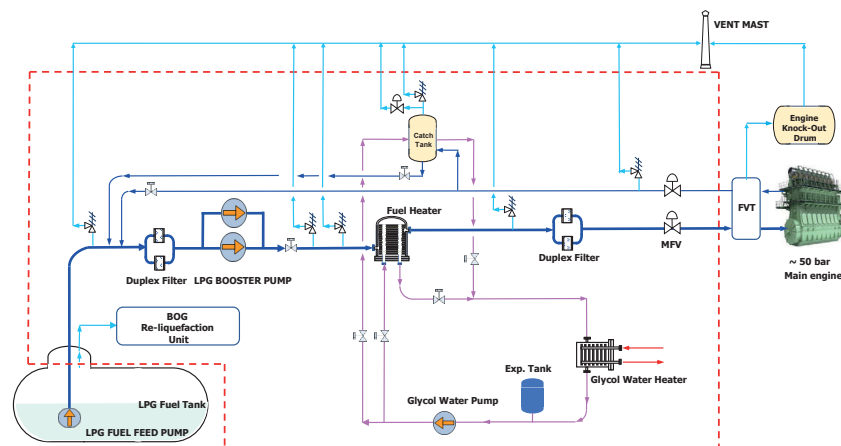 VENT MAST
Engine
Knock-Out
Drum
Catch
Tank
FVT
Fuel Heater
MFV
~ 50 bar
Main engine
Duplex Filter
LPG BOOSTER PUMP
Duplex Filter
BOG
Re-liquefaction
Unit
Exp. Tank
Glycol Water Heater
Glycol Water Pump
LPG Fuel Tank
LPG FUEL FEED PUMP